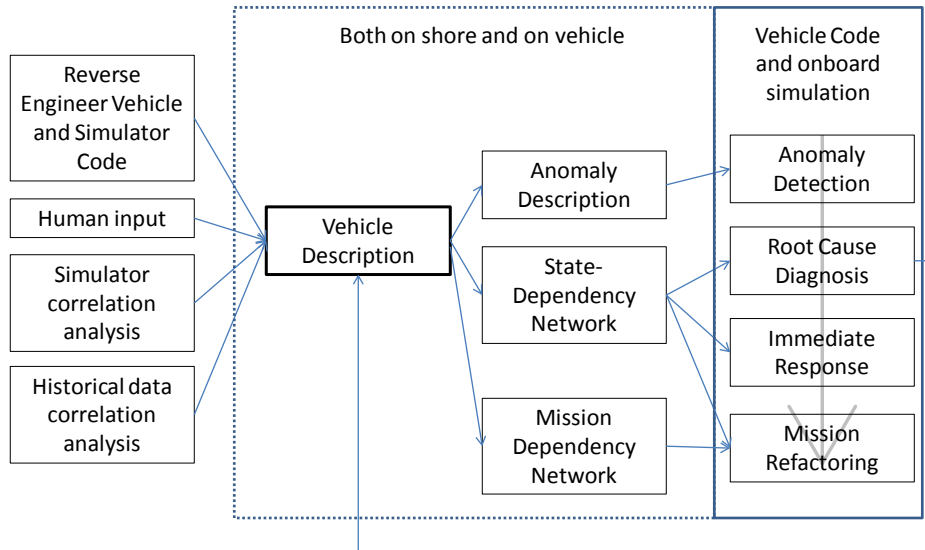 Both on shore and on vehicle
Vehicle Code
and onboard
simulation
Reverse
Engineer Vehicle
and Simulator
Code
Human input
Simulator
correlation
analysis
Historical data
correlation
analysis
Vehicle
Description
Anomaly
Description
State-
Dependency
Network
Mission
Dependency
Network
Anomaly
Detection
Root Cause
Diagnosis
Immediate
Response
Mission
Refactoring